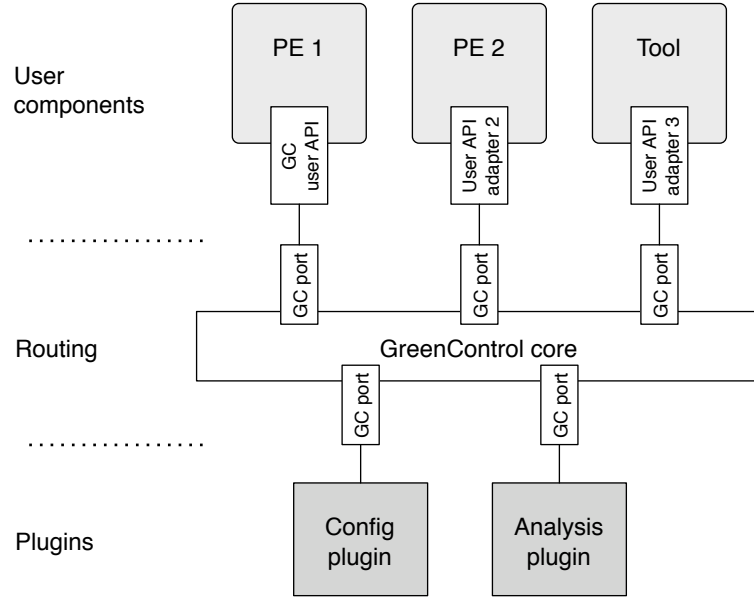 PE 1
PE 2
Tool
User
components
GC
user API
User API
adapter 2
User API
adapter 3
GC port
GC port
GC port
Routing
GreenControl core
GC port
GC port
Plugins
Config
plugin
Analysis
plugin